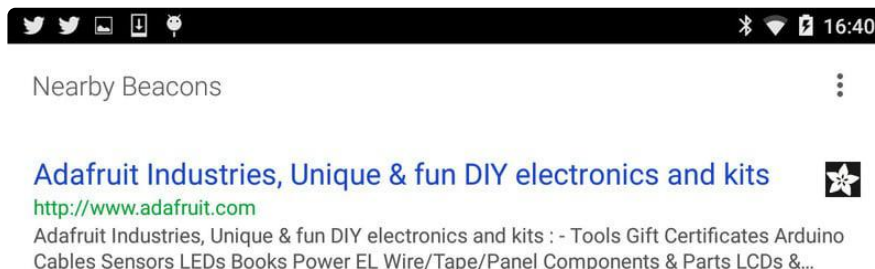 16:40
Nearby Beacons
Adafruit Industries, Unique & fun DIY electronics and kits
http://www.adafruit.com
Adafruit Industries, Unique & fun DIY electronics and kits : - Tools Gift Certificates Arduino
Cables Sensors LEDs Books Power EL Wire/Tape/Panel Components & Parts LCDs &...